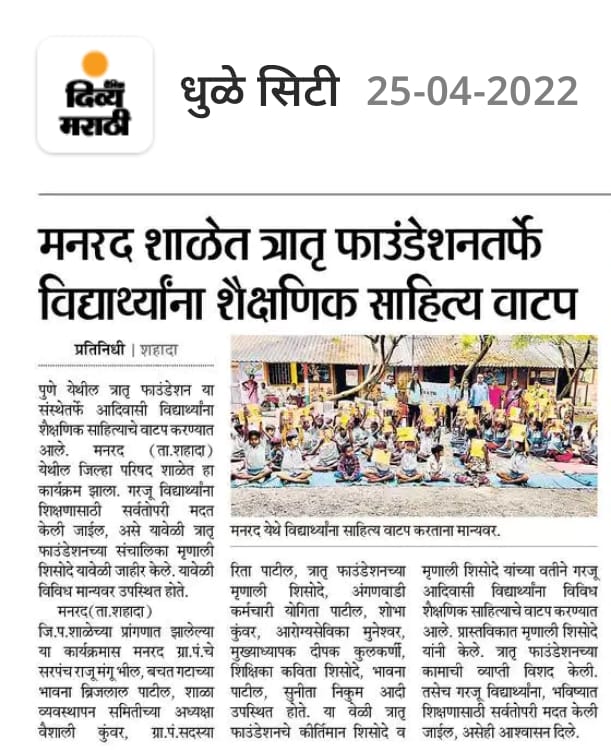 दैनिक
दिव्य
मराठी
धुळे सिटी 25-04-2022
मनरद शाळेत त्रातृ फाउंडेशनतर्फे
विद्यार्थ्यांना शैक्षणिक साहित्य वाटप
प्रतिनिधी | शहादा
पुणे येथील त्रातृ फाउंडेशन या
संस्थेतर्फे आदिवासी विद्यार्थ्यांना
शैक्षणिक साहित्याचे वाटप करण्यात
आले. मनरद (ता.शहादा)
येथील जिल्हा परिषद शाळेत हा
कार्यक्रम झाला. गरजू विद्यार्थ्यांना
शिक्षणासाठी सर्वतोपरी मदत
केली जाईल, असे यावेळी त्रातृ
फाउंडेशनच्या संचालिका मृणाली
शिसोदे यावेळी जाहीर केले. यावेळी
विविध मान्यवर उपस्थित होते.
मनरद(ता.शहादा)
जि.प.शाळेच्या प्रांगणात झालेल्या
या कार्यक्रमास मनरद ग्रा.पं.चे
सरपंच राजू मंगू भील, बचत गटाच्या
भावना ब्रिजलाल पाटील, शाळा
व्यवस्थापन समितीच्या अध्यक्षा
वैशाली कुंवर, ग्रा.पं.सदस्या
मनरद येथे विद्यार्थ्यांना साहित्य वाटप करताना मान्यवर.
रिता पाटील, त्रातृ फाउंडेशनच्या
मृणाली शिसोदे, अंगणवाडी
कर्मचारी योगिता पाटील, शोभा
कुंवर, आरोग्यसेविका मुनेश्वर,
मुख्याध्यापक दीपक कुलकर्णी,
शिक्षिका कविता शिसोदे, भावना
पाटील, सुनीता निकुम आदी
उपस्थित होते. या वेळी त्रातृ
फाउंडेशनचे कीर्तिमान शिसोदे व
मृणाली शिसोदे यांच्या वतीने गरजू
आदिवासी विद्यार्थ्यांना विविध
शैक्षणिक साहित्याचे वाटप करण्यात
आले. प्रास्तविकात मृणाली शिसोदे
यांनी केले. त्रातृ फाउंडेशनच्या
कामाची व्याप्ती विशद केली.
तसेच गरजू विद्यार्थ्यांना, भविष्यात
शिक्षणासाठी सर्वतोपरी मदत केली
जाईल, असेही आश्वासन दिले.